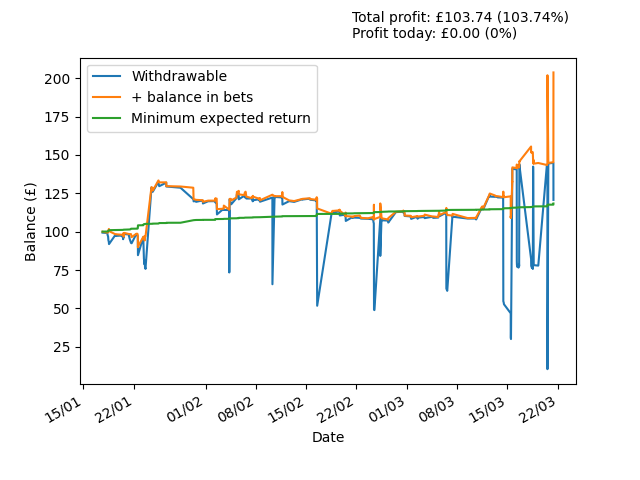 Total profit: £103.74 (103.74%)
Profit today: £0.00 (0%)
Withdrawable
+ balance in bets
Minimum expected return
Balance (£)
200
175
150
125
100
75
50
25
15/01
22/01
01/02
08/02
15/02
22/02
01/03
08/03
15/03
22/03
Date